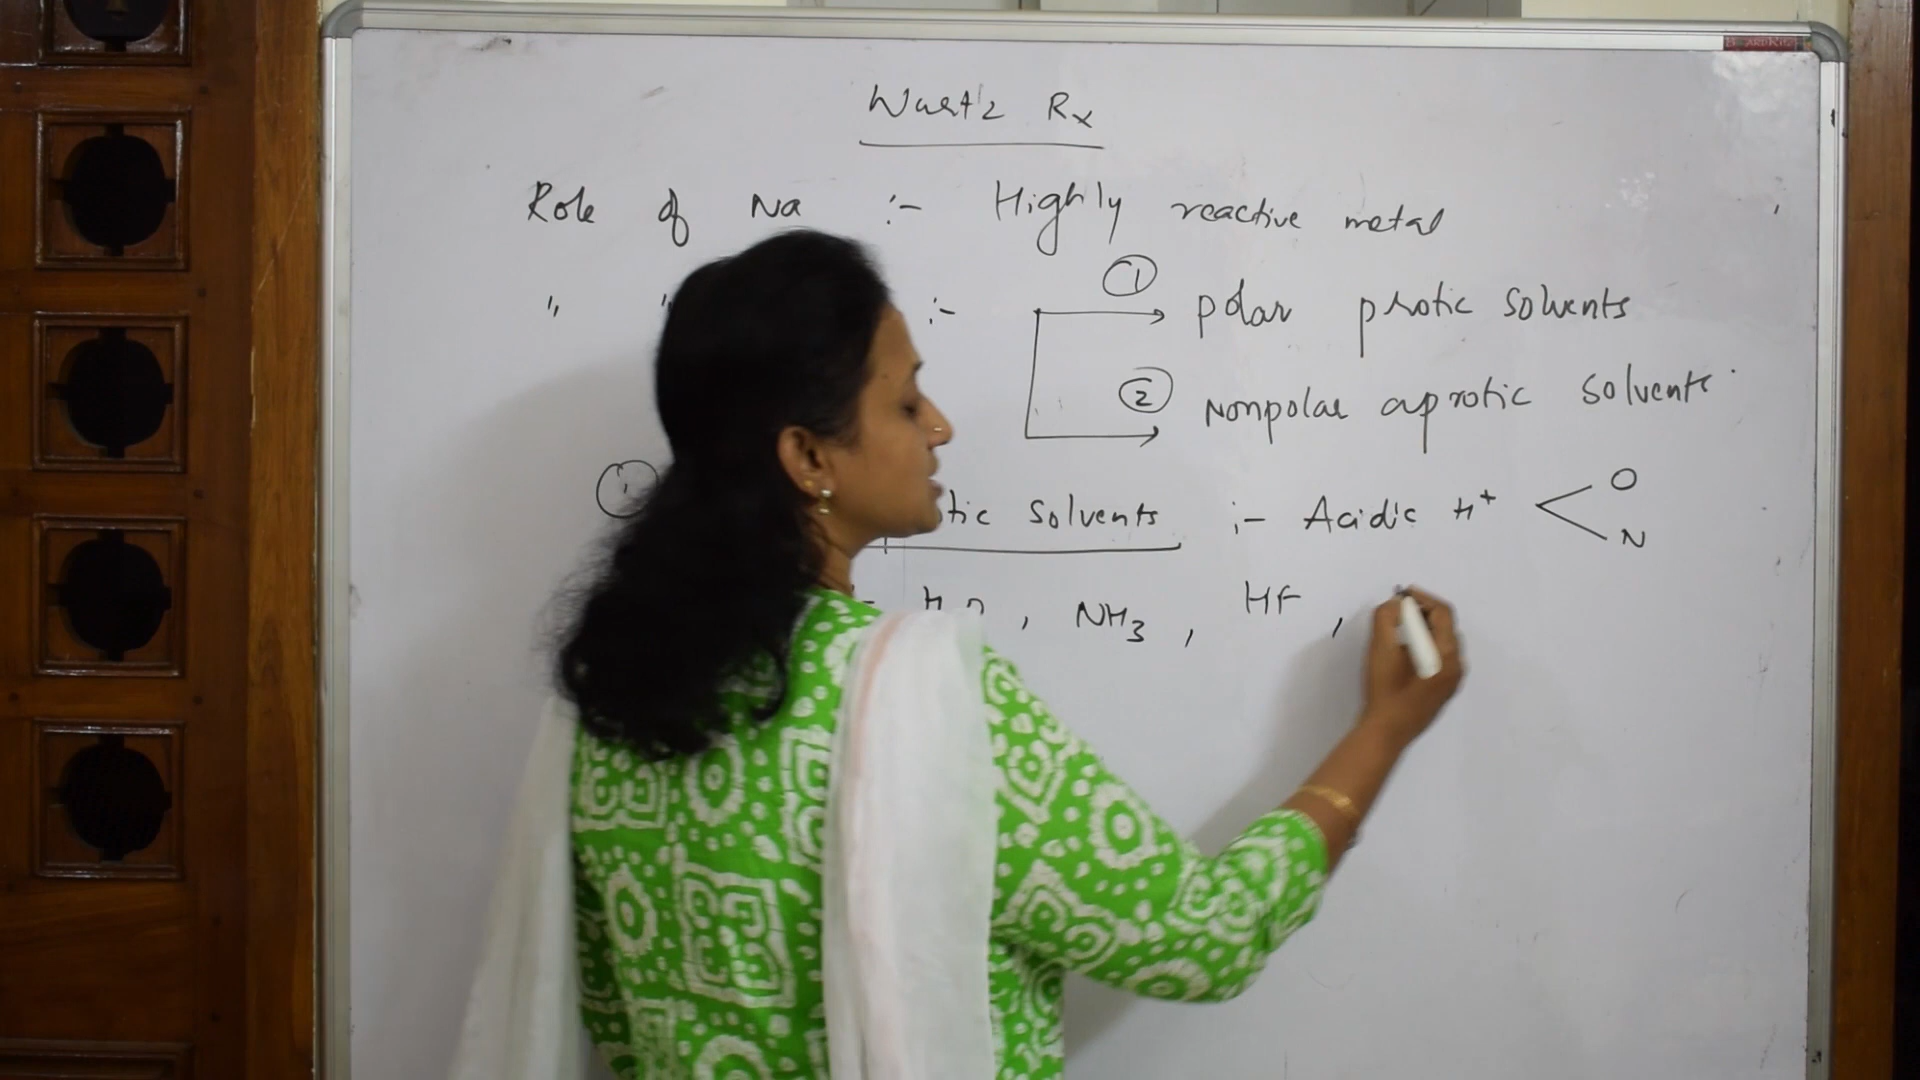 Wurtz Rx
Role of Na :- Highly reactive metal
" " :- ① polar protic solvents
② nonpolar aprotic solvents
① tic solvents :- Acidic H⁺ < O
N
H2O, NH3, HF,